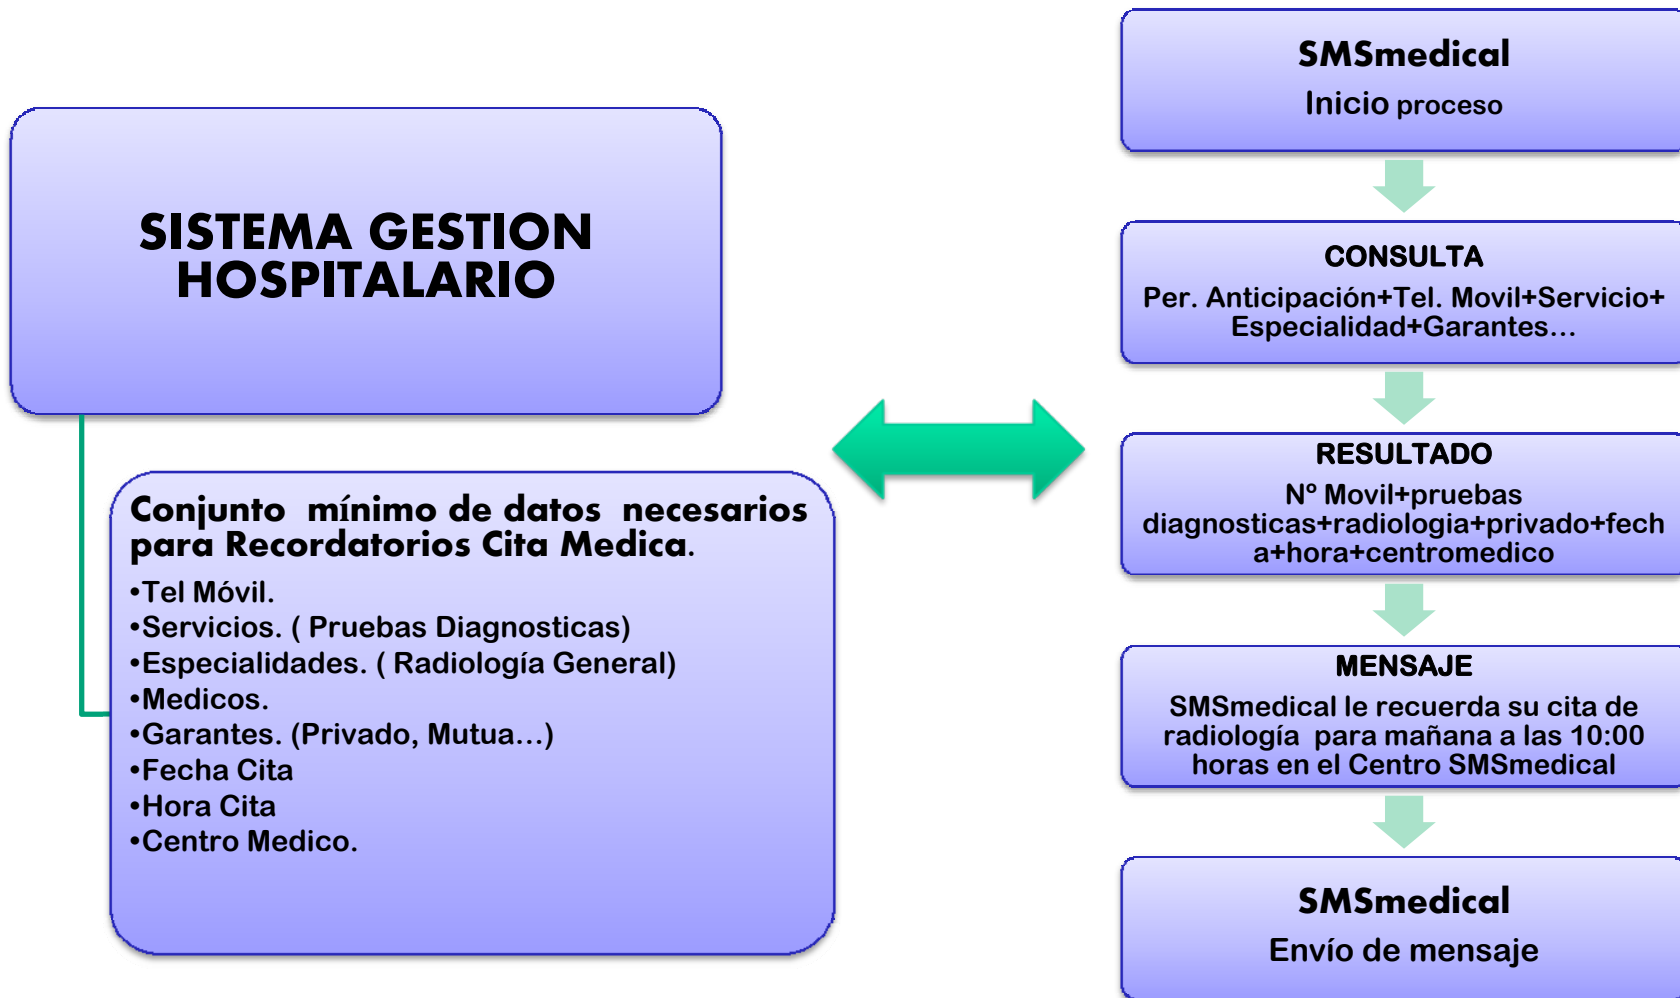 SISTEMA GESTION
HOSPITALARIO
Conjunto mínimo de datos necesarios
para Recordatorios Cita Medica.
•Tel Móvil.
•Servicios. ( Pruebas Diagnosticas)
•Especialidades. ( Radiología General)
•Medicos.
•Garantes. (Privado, Mutua...)
•Fecha Cita
•Hora Cita
•Centro Medico.
SMSmedical
Inicio proceso
CONSULTA
Per. Anticipación+Tel. Movil+Servicio+
Especialidad+Garantes...
RESULTADO
Nº Movil+pruebas
diagnosticas+radiologia+privado+fech
a+hora+centromedico
MENSAJE
SMSmedical le recuerda su cita de
radiología para mañana a las 10:00
horas en el Centro SMSmedical
SMSmedical
Envío de mensaje